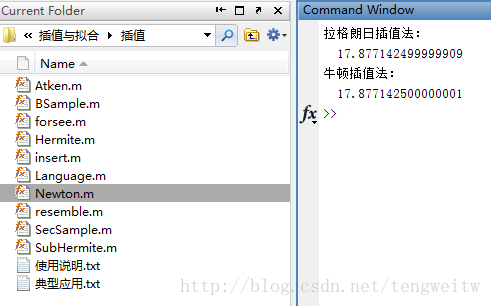 Current Folder
« 插值与拟合 › 插值
Name
Atken.m
BSample.m
forsee.m
Hermite.m
insert.m
Language.m
Newton.m
resemble.m
SecSample.m
SubHermite.m
使用说明.txt
典型应用.txt
Command Window
拉格朗日插值法：
17.877142499999909
牛顿插值法：
17.877142500000001
fx >>
http://blog.csdn.net/tengweitw